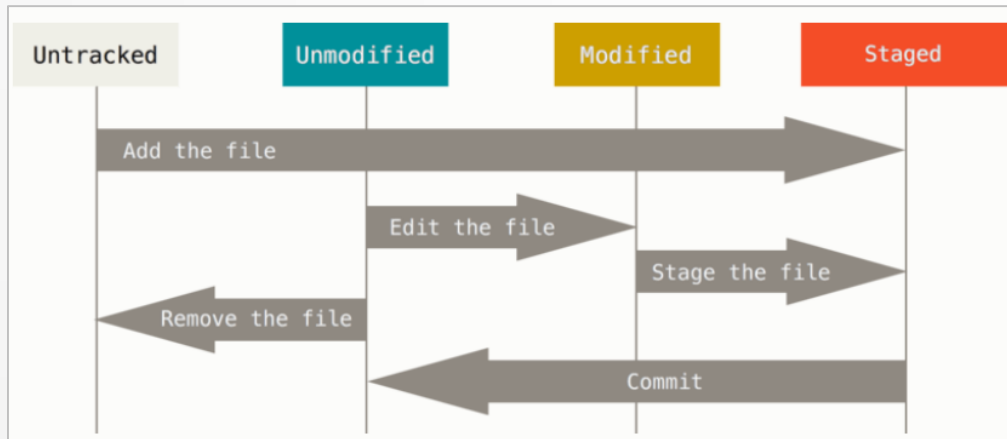 Untracked
Unmodified
Modified
Staged
Add the file
Edit the file
Stage the file
Remove the file
Commit